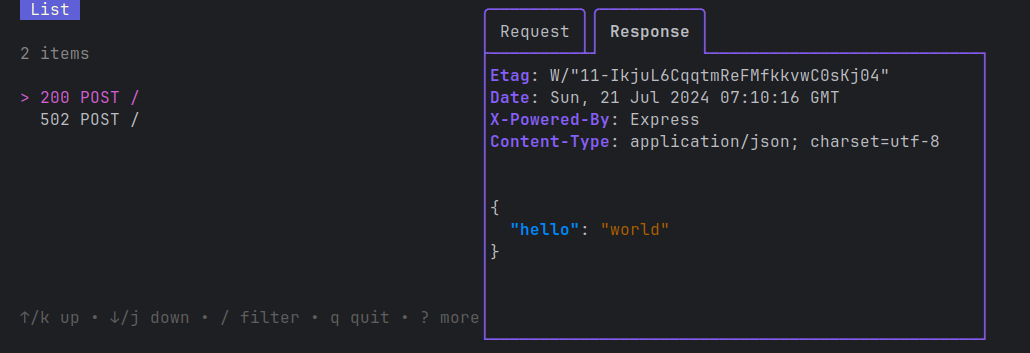 List
2 items
> 200 POST /
502 POST /
↑/k up • ↓/j down • / filter • q quit • ? more
Request
Response
Etag: W/"11-IkjuL6CqqtmReFMfkkvwC0sKj04"
Date: Sun, 21 Jul 2024 07:10:16 GMT
X-Powered-By: Express
Content-Type: application/json; charset=utf-8
{
"hello": "world"
}